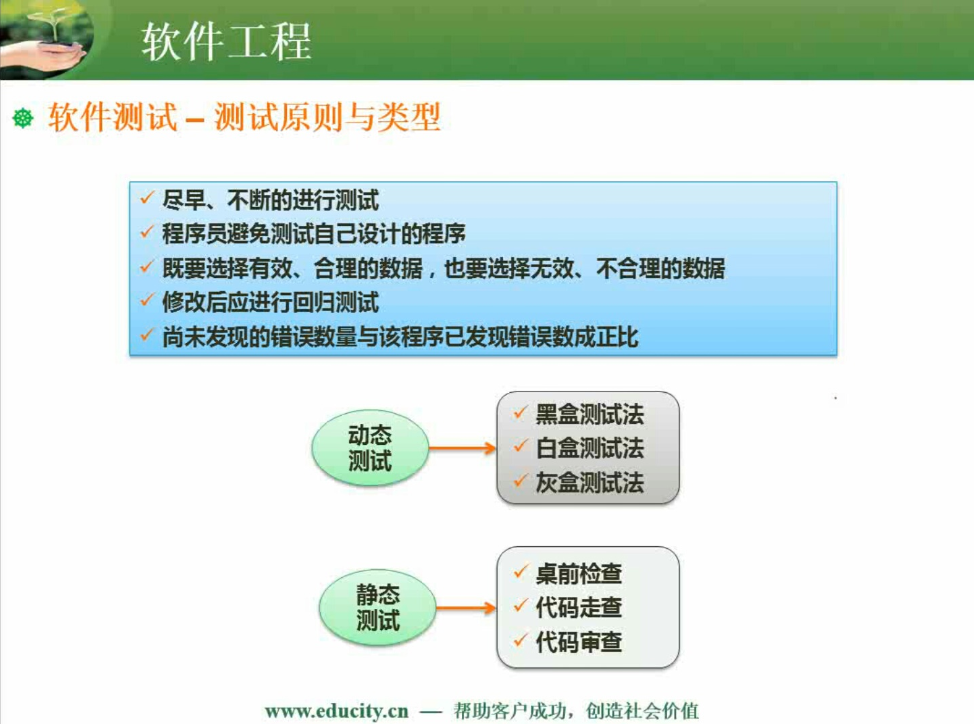 软件工程
软件测试 – 测试原则与类型
尽早、不断的进行测试
程序员避免测试自己设计的程序
既要选择有效、合理的数据，也要选择无效、不合理的数据
修改后应进行回归测试
尚未发现的错误数量与该程序已发现错误数成正比
动态
测试
黑盒测试法
白盒测试法
灰盒测试法
静态
测试
桌前检查
代码走查
代码审查
www.educity.cn — 帮助客户成功，创造社会价值